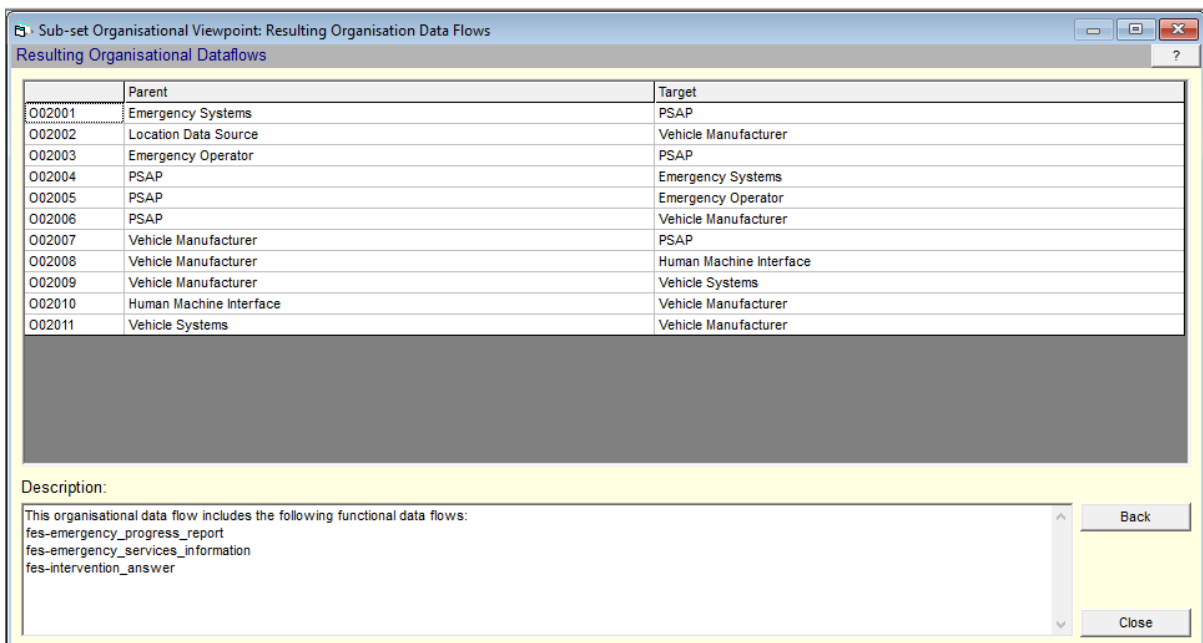 Sub-set Organisational Viewpoint: Resulting Organisation Data Flows
Resulting Organisational Dataflows
?
Parent Target
O02001 Emergency Systems PSAP
O02002 Location Data Source Vehicle Manufacturer
O02003 Emergency Operator PSAP
O02004 PSAP Emergency Systems
O02005 PSAP Emergency Operator
O02006 PSAP Vehicle Manufacturer
O02007 Vehicle Manufacturer PSAP
O02008 Vehicle Manufacturer Human Machine Interface
O02009 Vehicle Manufacturer Vehicle Systems
O02010 Human Machine Interface Vehicle Manufacturer
O02011 Vehicle Systems Vehicle Manufacturer
Description:
This organisational data flow includes the following functional data flows:
fes-emergency_progress_report
fes-emergency_services_information
fes-intervention_answer
Back
Close